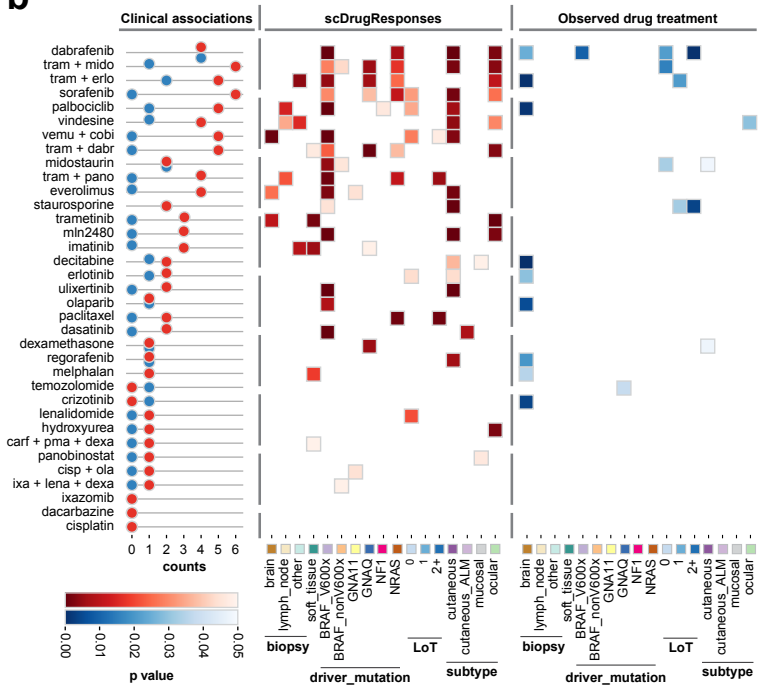 b
Clinical associations
scDrugResponses
Observed drug treatment
dabrafenib
tram + mido
tram + erlo
sorafenib
palbociclib
vindesine
vemu + cobi
tram + dabr
midostaurin
tram + pano
everolimus
staurosporine
trametinib
mln2480
imatinib
decitabine
erlotinib
ulixertinib
olaparib
paclitaxel
dasatinib
dexamethasone
regorafenib
melphalan
temozolomide
crizotinib
lenalidomide
hydroxyurea
carf + pma + dexa
panobinostat
cisp + ola
ixa + lena + dexa
ixazomib
dacarbazine
cisplatin
0 1 2 3 4 5 6
counts
brain
lymph_node
other
soft_tissue
BRAF_V600x
BRAF_nonV600x
GNA11
GNAQ
NF1
NRAS
0
1
2+
cutaneous
cutaneous_ALM
mucosal
ocular
biopsy
driver_mutation
LoT
subtype
brain
lymph_node
other
soft_tissue
BRAF_V600x
BRAF_nonV600x
GNA11
GNAQ
NF1
NRAS
0
1
2+
cutaneous
cutaneous_ALM
mucosal
ocular
biopsy
driver_mutation
LoT
subtype
0.00 0.01 0.02 0.03 0.04 0.05
p value